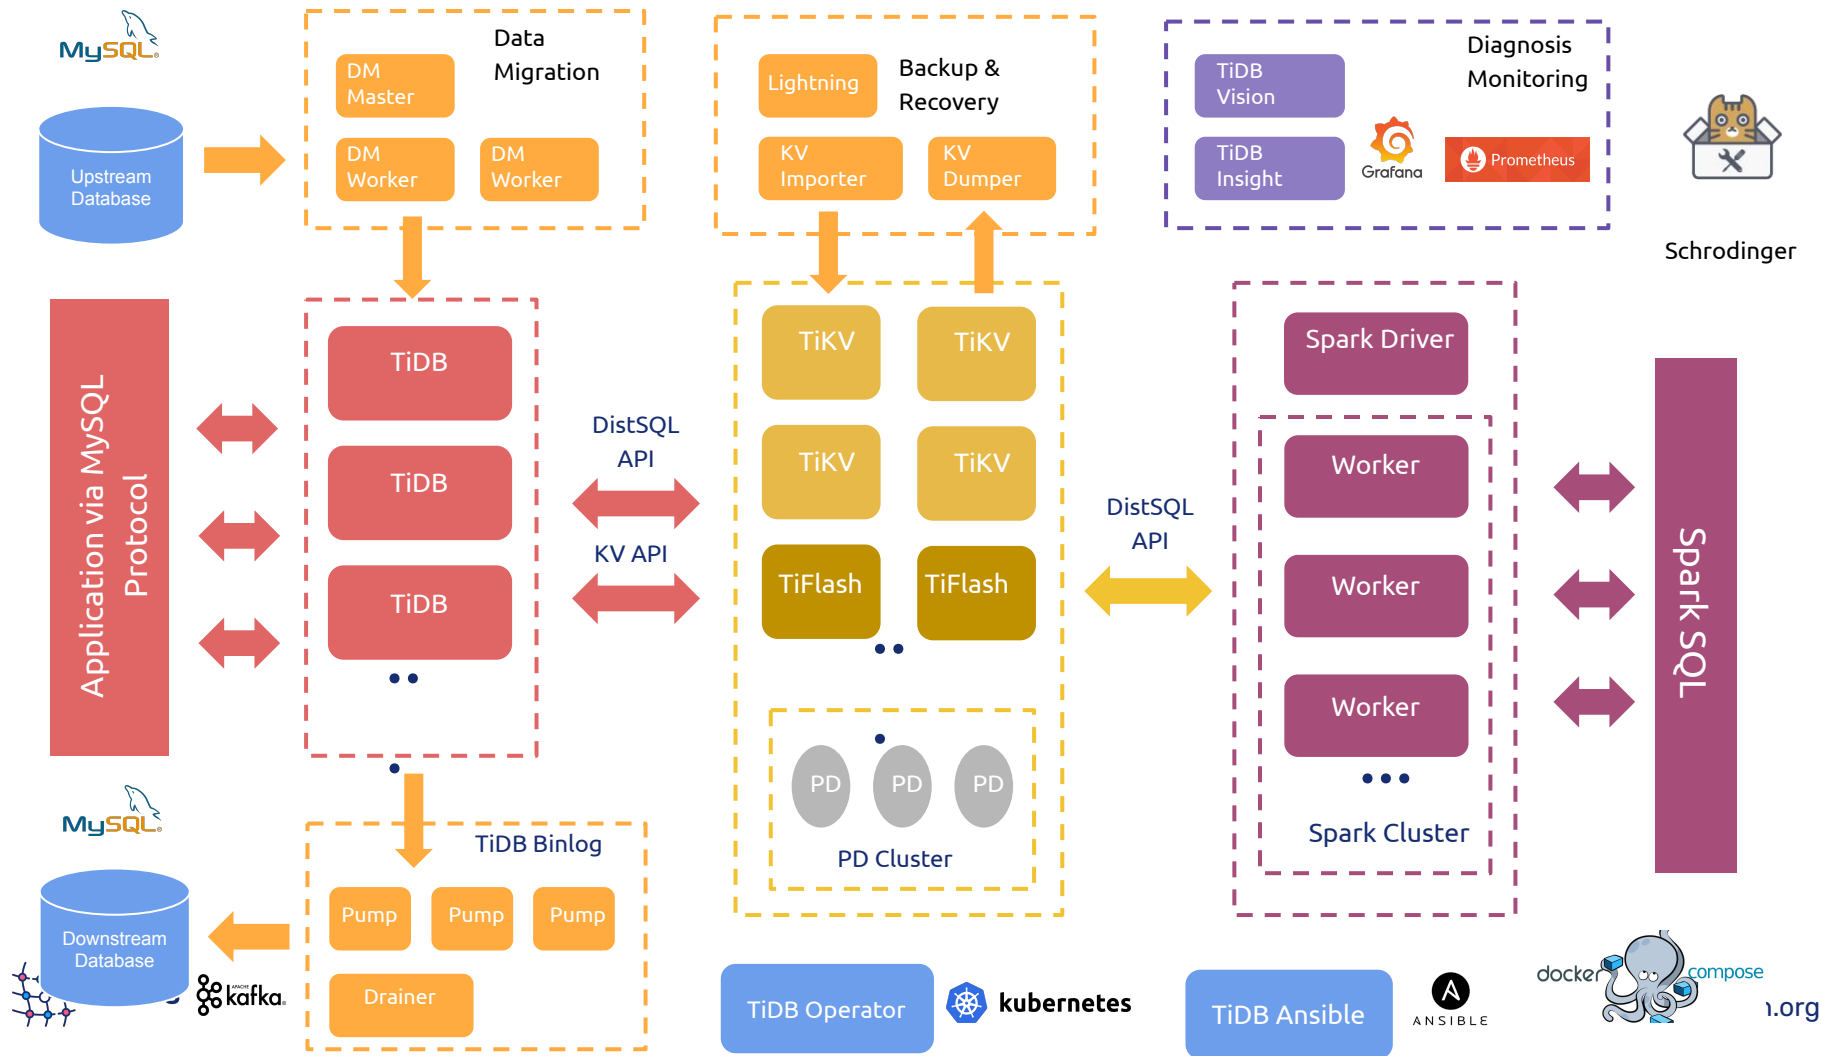 MySQL
Upstream
Database
Data
Migration
DM
Master
DM
Worker
DM
Worker
Lightning
Backup &
Recovery
KV
Importer
KV
Dumper
Diagnosis
Monitoring
TiDB
Vision
TiDB
Insight
Grafana
Prometheus
Schrodinger
Application via MySQL
Protocol
TiDB
TiDB
TiDB
DistSQL
API
KV API
TiKV
TiKV
TiKV
TiKV
TiFlash
TiFlash
PD
PD
PD
PD Cluster
DistSQL
API
Spark Driver
Worker
Worker
Worker
Spark Cluster
Spark SQL
MySQL
Downstream
Database
APACHE
kafka
TiDB Binlog
Pump
Pump
Pump
Drainer
TiDB Operator
kubernetes
TiDB Ansible
A
ANSIBLE
docker
compose
.org